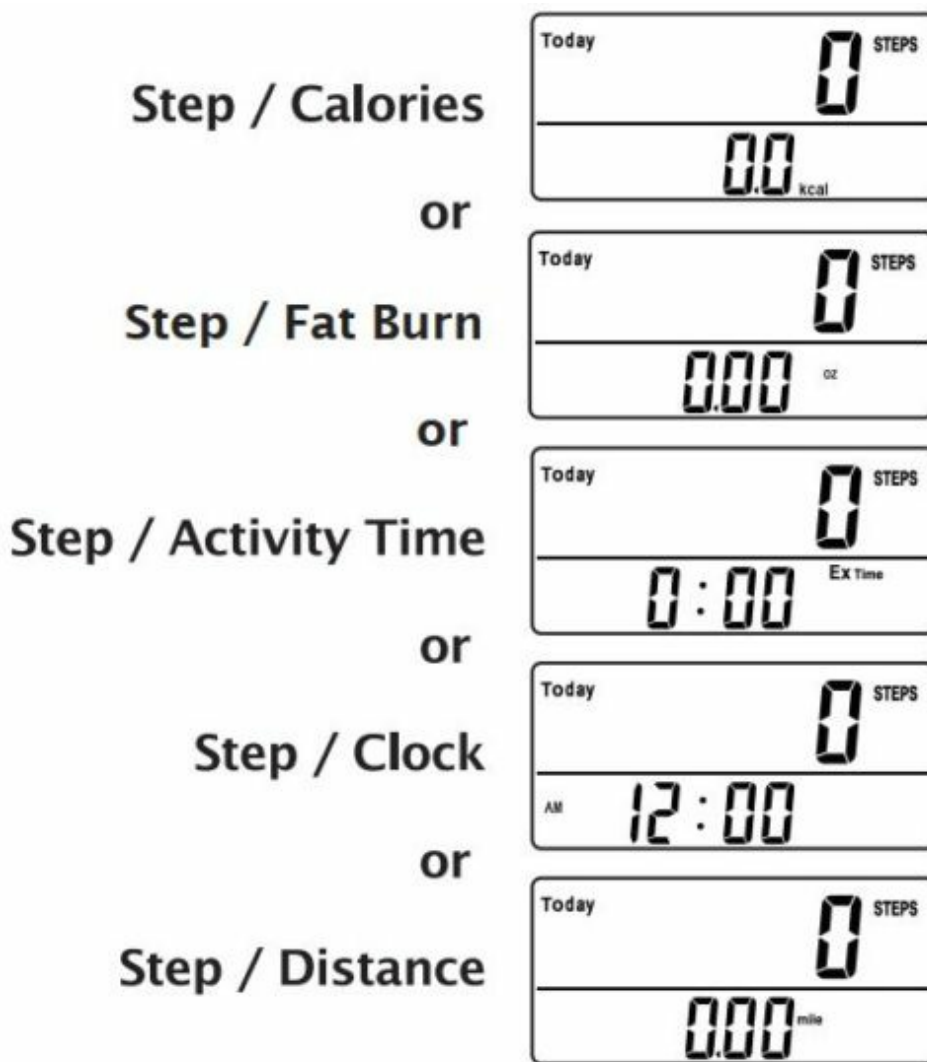 Today 0 STEPS
Step / Calories
0.0 kcal
or
Today 0 STEPS
Step / Fat Burn
0.00 oz
or
Today 0 STEPS
Step / Activity Time
0:00 Ex Time
or
Today 0 STEPS
Step / Clock
AM 12:00
or
Today 0 STEPS
Step / Distance
0.00 mile